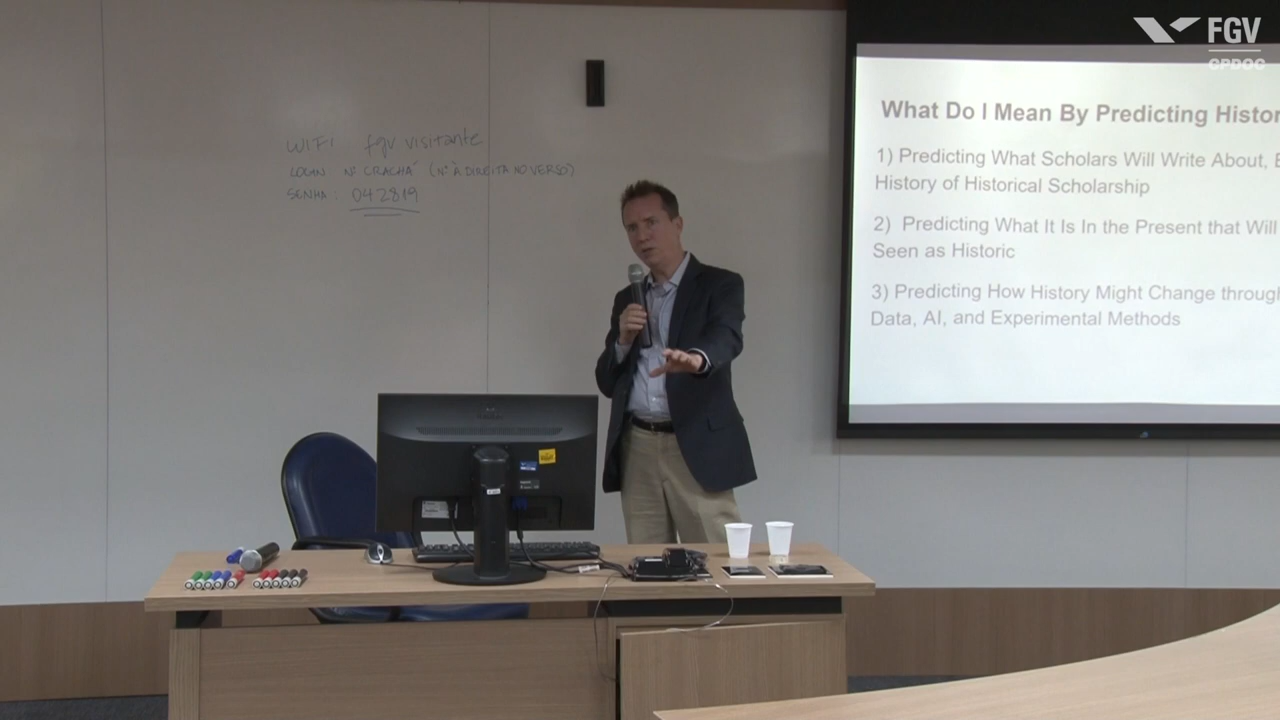 FGV
CPDOC
WIFI fgv visitante
LOGIN Nº CRACHÁ (Nº À DIREITA NO VERSO)
SENHA: 042819
What Do I Mean By Predicting Histor
1) Predicting What Scholars Will Write About, B
History of Historical Scholarship
2) Predicting What It Is In the Present that Will
Seen as Historic
3) Predicting How History Might Change through
Data, AI, and Experimental Methods